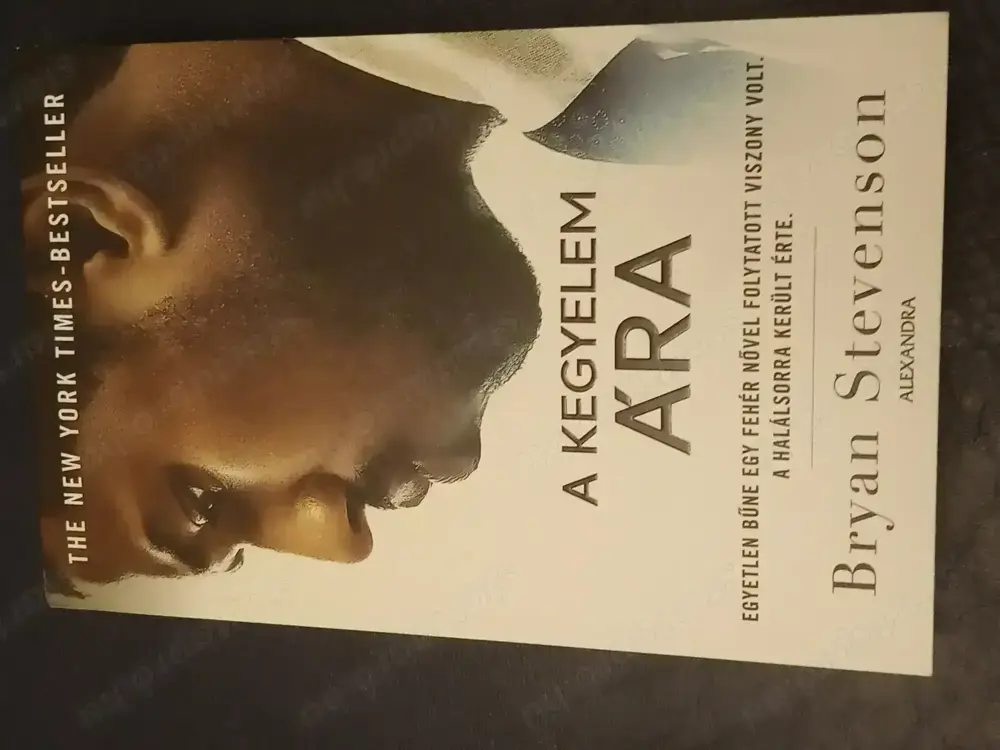 THE NEW YORK TIMES-BESTSELLER
A KEGYELEM
ÁRA
EGYETLEN BŰNE EGY FEHÉR NŐVEL FOLYTATOTT VISZONY VOLT.
A HALÁLSORRA KERÜLT ÉRTE.
Bryan Stevenson
ALEXANDRA